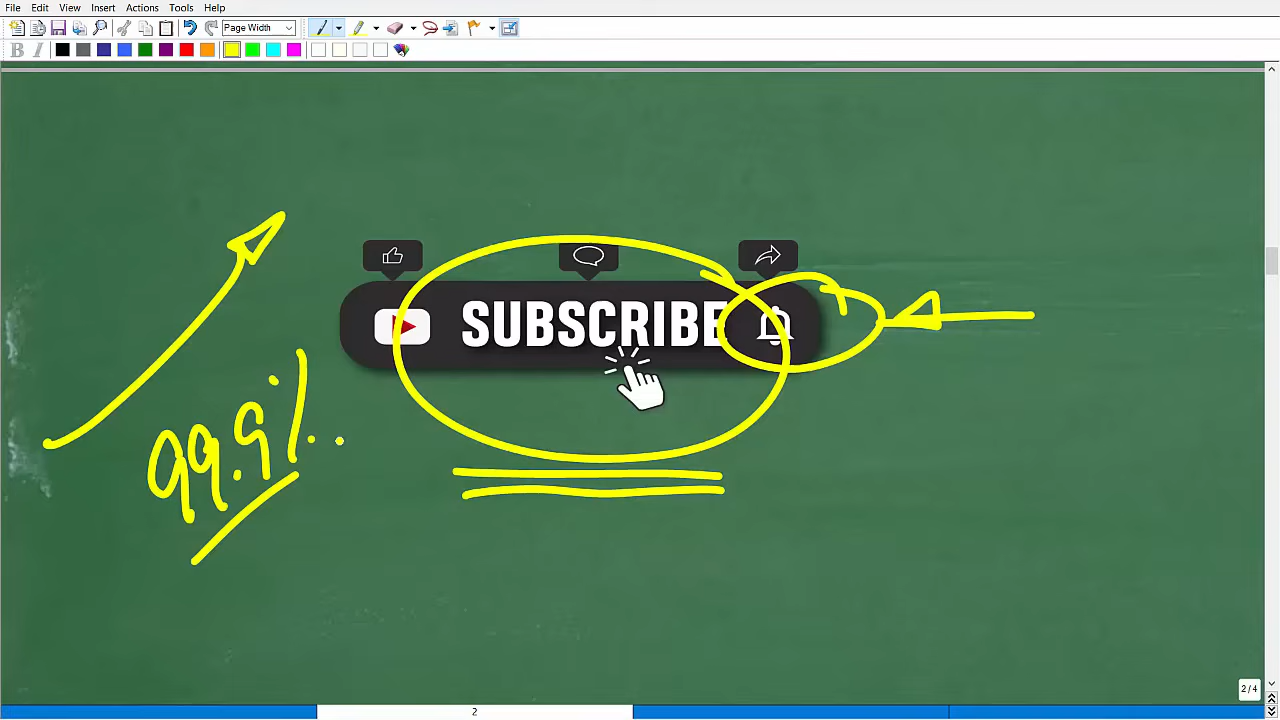 File Edit View Insert Actions Tools Help
Page Width
B I
SUBSCRIBE
99.9%..
2/4
2